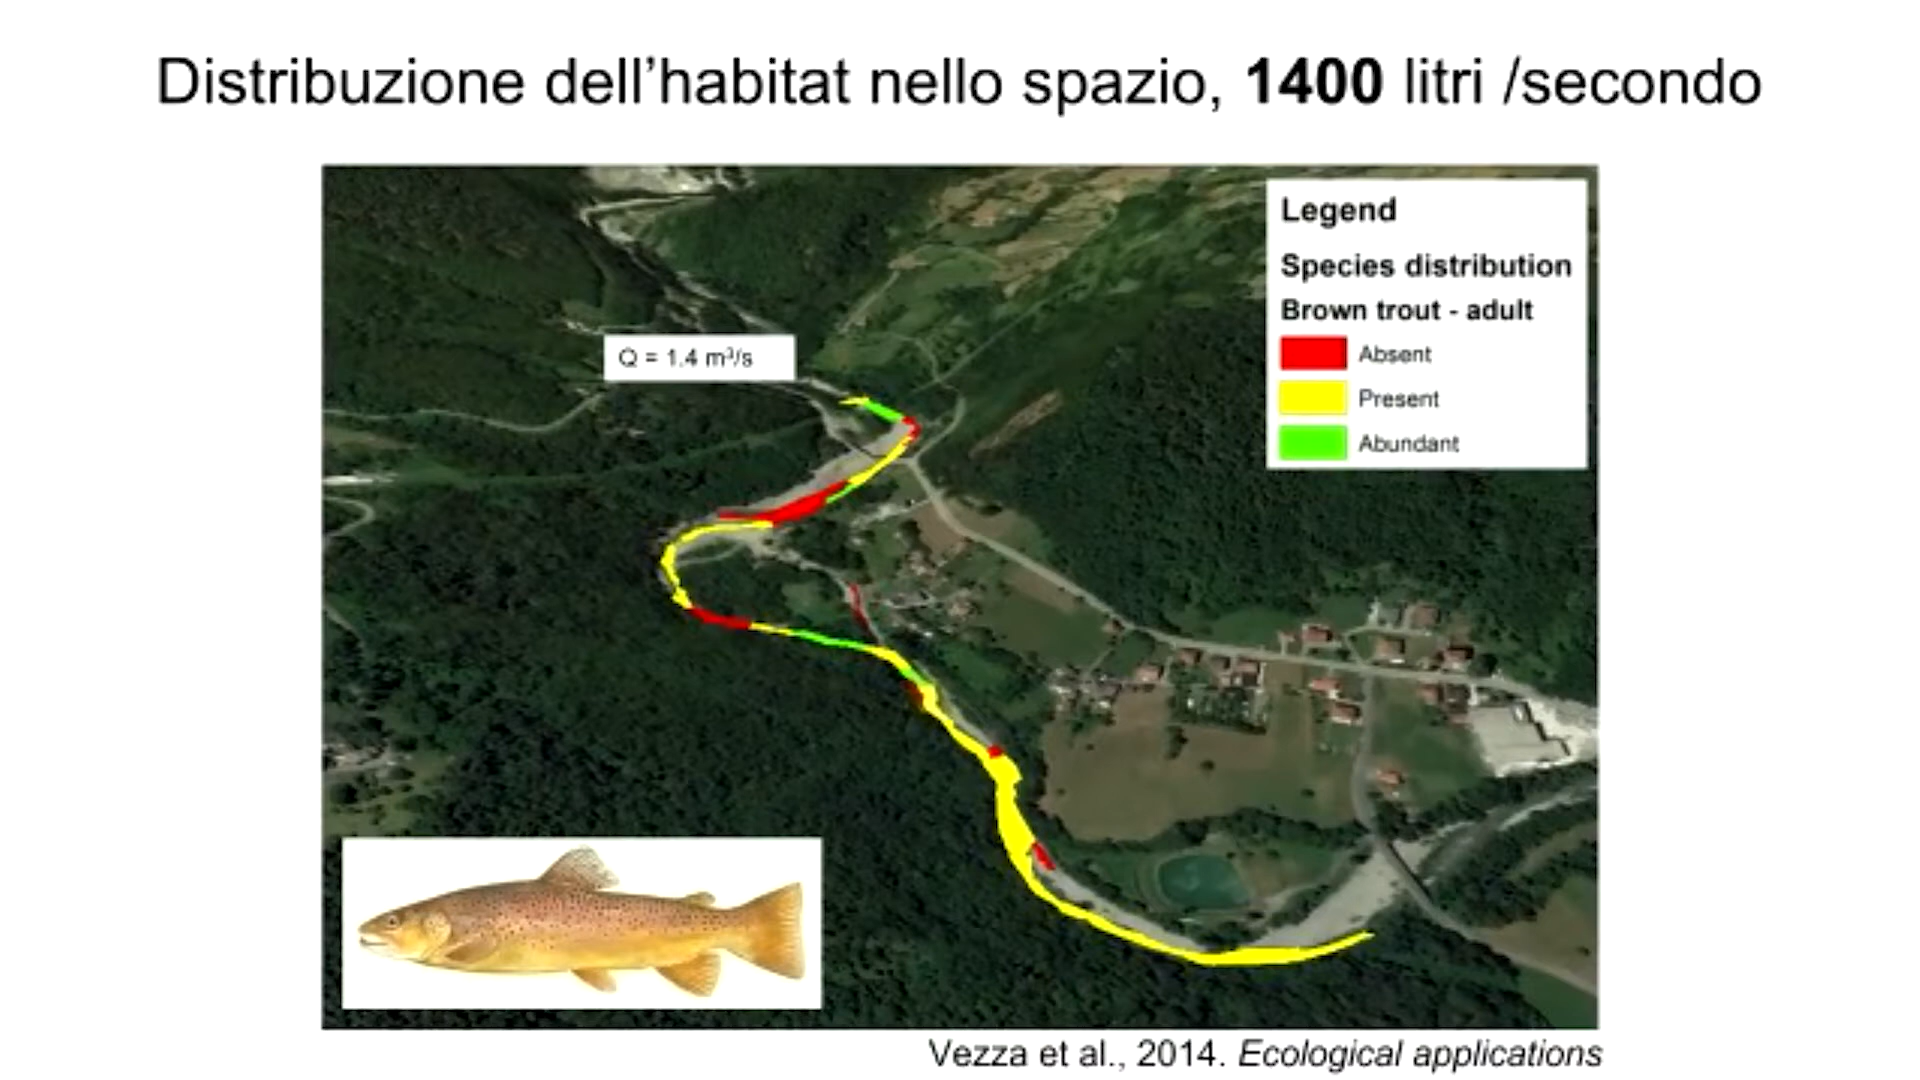 Distribuzione dell’habitat nello spazio, 1400 litri /secondo
Legend
Species distribution
Brown trout - adult
Absent
Present
Abundant
Q = 1.4 m³/s
Vezza et al., 2014. Ecological applications